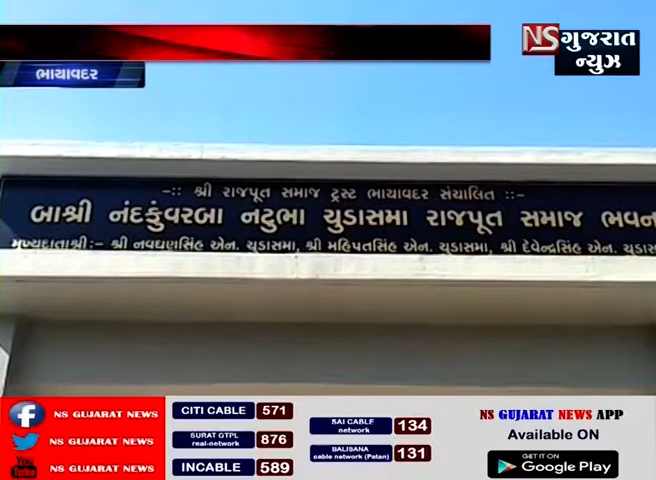 NS ગુજરાત
ન્યુઝ
ભાયાવદર
-:: શ્રી રાજપૂત સમાજ ટ્રસ્ટ ભાયાવદર સંચાલિત ::-
બાશ્રી નંદકુંવરબા નટુભા ચુડાસમા રાજપૂત સમાજ ભવન
મુખ્યદાતાશ્રી:- શ્રી નવઘણસિંહ એન. ચુડાસમા, શ્રી મહિપતસિંહ એન. ચુડાસમા, શ્રી દેવેન્દ્રસિંહ એન. ચુડાસમા
NS GUJARAT NEWS
NS GUJARAT NEWS
You Tube NS GUJARAT NEWS
CITI CABLE 571
SURAT GTPL real-network 876
INCABLE 589
SAI CABLE network 134
BALISANA cable network (Patan) 131
NS GUJARAT NEWS APP
Available ON
GET IT ON
Google Play